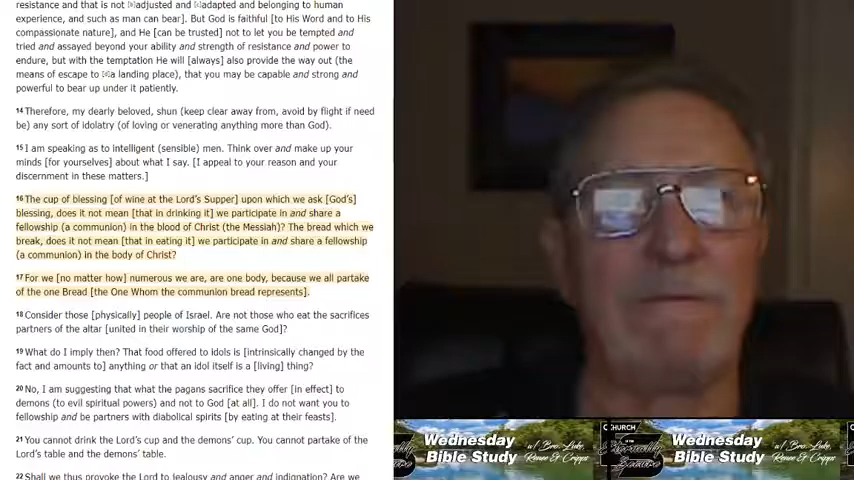 resistance and that is not [b]adjusted and [c]adapted and belonging to human
experience, and such as man can bear]. But God is faithful [to His Word and to His
compassionate nature], and He [can be trusted] not to let you be tempted and
tried and assayed beyond your ability and strength of resistance and power to
endure, but with the temptation He will [always] also provide the way out (the
means of escape to [d]a landing place), that you may be capable and strong and
powerful to bear up under it patiently.
14 Therefore, my dearly beloved, shun (keep clear away from, avoid by flight if need
be) any sort of idolatry (of loving or venerating anything more than God).
15 I am speaking as to intelligent (sensible) men. Think over and make up your
minds [for yourselves] about what I say. [I appeal to your reason and your
discernment in these matters.]
16 The cup of blessing [of wine at the Lord's Supper] upon which we ask [God's]
blessing, does it not mean [that in drinking it] we participate in and share a
fellowship (a communion) in the blood of Christ (the Messiah)? The bread which we
break, does it not mean [that in eating it] we participate in and share a fellowship
(a communion) in the body of Christ?
17 For we [no matter how] numerous we are, are one body, because we all partake
of the one Bread [the One Whom the communion bread represents].
18 Consider those [physically] people of Israel. Are not those who eat the sacrifices
partners of the altar [united in their worship of the same God]?
19 What do I imply then? That food offered to idols is [intrinsically changed by the
fact and amounts to] anything or that an idol itself is a [living] thing?
20 No, I am suggesting that what the pagans sacrifice they offer [in effect] to
demons (to evil spiritual powers) and not to God [at all]. I do not want you to
fellowship and be partners with diabolical spirits [by eating at their feasts].
21 You cannot drink the Lord's cup and the demons' cup. You cannot partake of the
Lord's table and the demons' table.
22 Shall we thus provoke the Lord to jealousy and anger and indignation? Are we
Wednesday
Bible Study
w/ Bro. Luke,
Renee & Cripps
CHURCH
OF THE
Eternally
Secure
Wednesday
Bible Study
w/ Bro. Luke,
Renee & Cripps